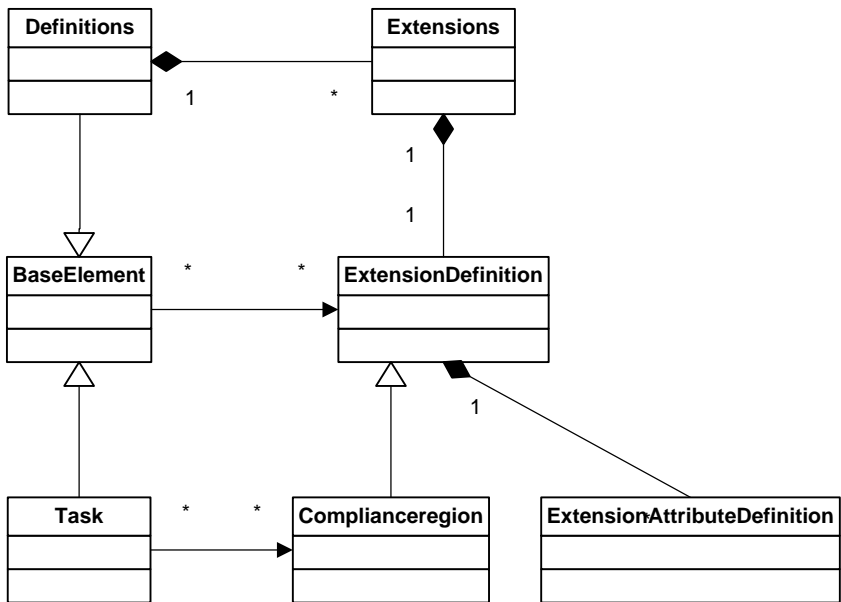 Definitions
Extensions
1
*
1
1
BaseElement
*
*
ExtensionDefinition
1
Task
*
*
Complianceregion
ExtensionAttributeDefinition
*